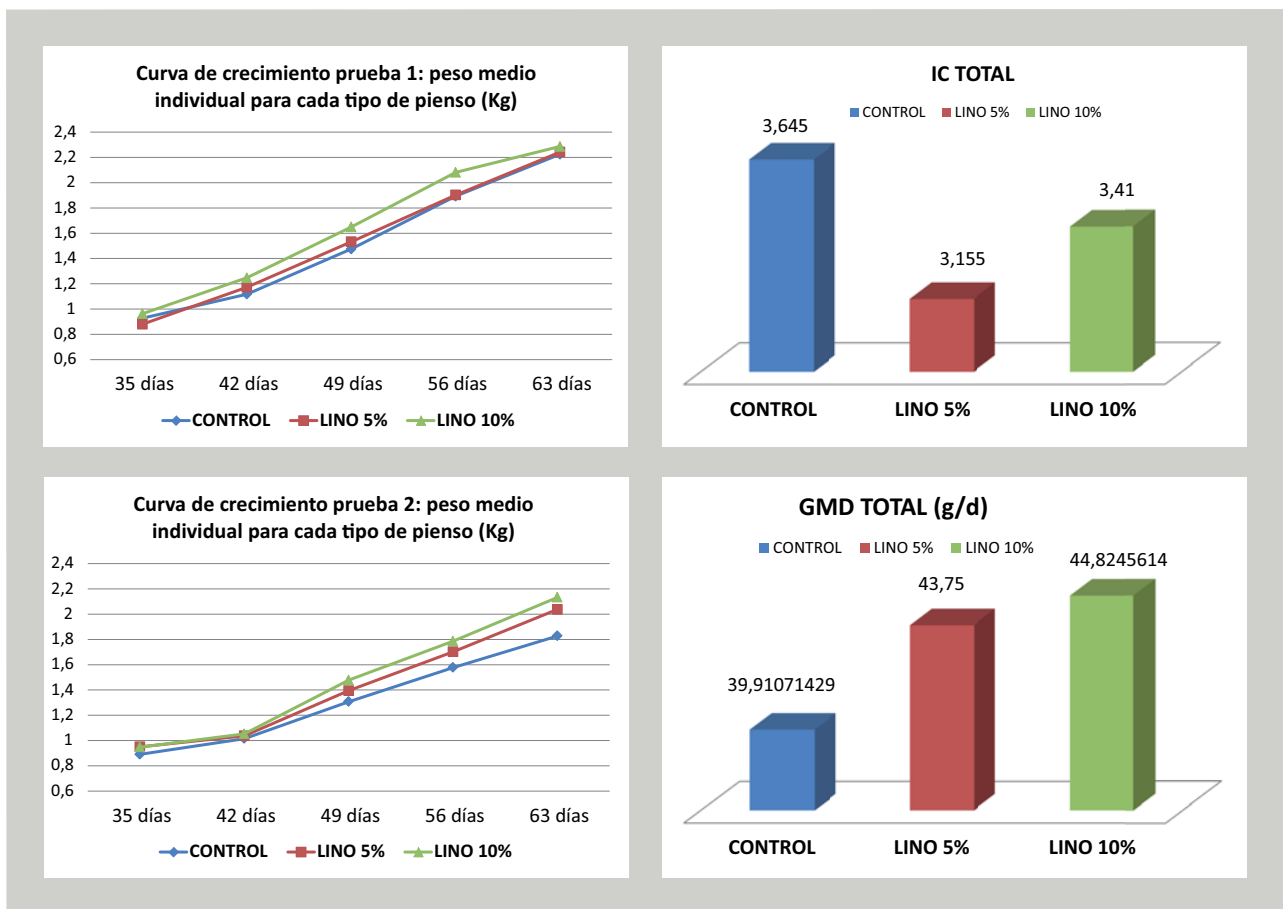 Curva de crecimiento prueba 1: peso medio
individual para cada tipo de pienso (Kg)
2,4
2,2
2
1,8
1,6
1,4
1,2
1
0,8
0,6
35 días 42 días 49 días 56 días 63 días
CONTROL LINO 5% LINO 10%
IC TOTAL
CONTROL LINO 5% LINO 10%
3,645
3,155
3,41
CONTROL LINO 5% LINO 10%
Curva de crecimiento prueba 2: peso medio
individual para cada tipo de pienso (Kg)
2,4
2,2
2
1,8
1,6
1,4
1,2
1
0,8
0,6
35 días 42 días 49 días 56 días 63 días
CONTROL LINO 5% LINO 10%
GMD TOTAL (g/d)
CONTROL LINO 5% LINO 10%
39,91071429
43,75
44,8245614
CONTROL LINO 5% LINO 10%